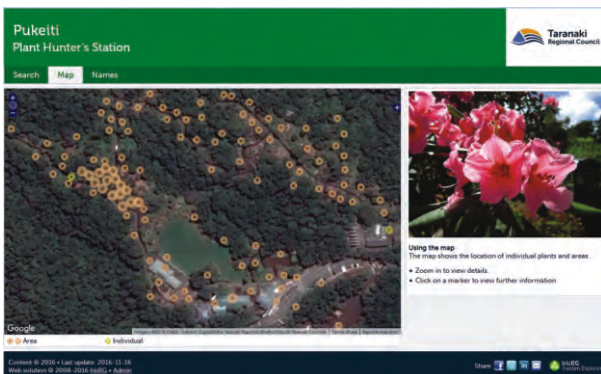 Pukeiti
Plant Hunter's Station
Taranaki
Regional Council
Search Map Names
Google
Area Individual
Using the map
The map shows the location of individual plants and areas
• Zoom in to view details.
• Click on a marker to view further information
Content © 2016 • Last update: 2016-11-16
Web solution © 2008-2016 IrisBG • Admin
Share
IrisBG
Garden Explorer